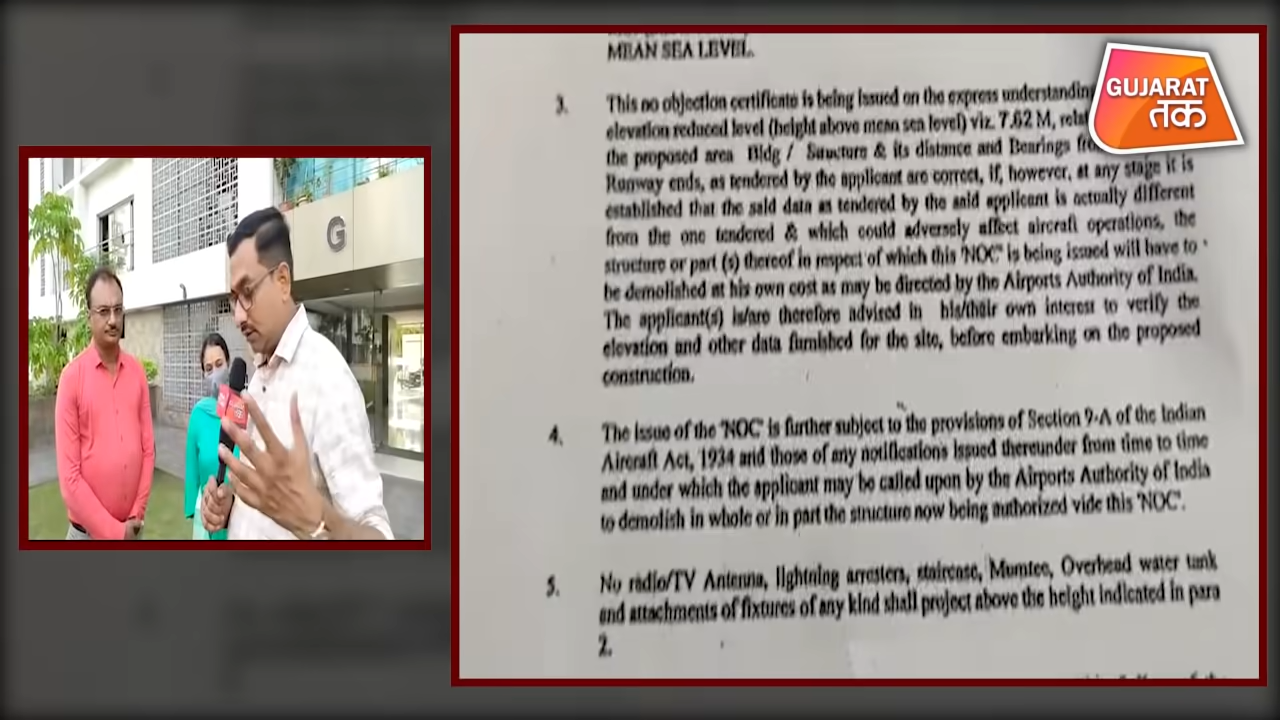 MEAN SEA LEVEL.
3. This no objection certificate is being issued on the express understanding
elevation reduced level (height above mean sea level) viz. 7.62 M,
the proposed area Bldg / Structure & its distance and Bearings
Runway ends, as tendered by the applicant are correct, if, however, at any stage it is
established that the said data as tendered by the said applicant is actually different
from the one tendered & which could adversely affect aircraft operations, the
structure or part (s) thereof in respect of which this 'NOC' is being issued will have to
be demolished at his own cost as may be directed by the Airports Authority of India.
The applicant(s) is/are therefore advised in his/their own interest to verify the
elevation and other data furnished for the site, before embarking on the proposed
construction.
4. The issue of the 'NOC' is further subject to the provisions of Section 9-A of the Indian
Aircraft Act, 1934 and those of any notifications issued thereunder from time to time
and under which the applicant may be called upon by the Airports Authority of India
to demolish in whole or in part the structure now being authorized vide this 'NOC'.
5. No radio/TV Antenna, lightning arresters, staircase, Mumtee, Overhead water tank
and attachments of fixtures of any kind shall project above the height indicated in para
2.
GUJARAT
तक
G